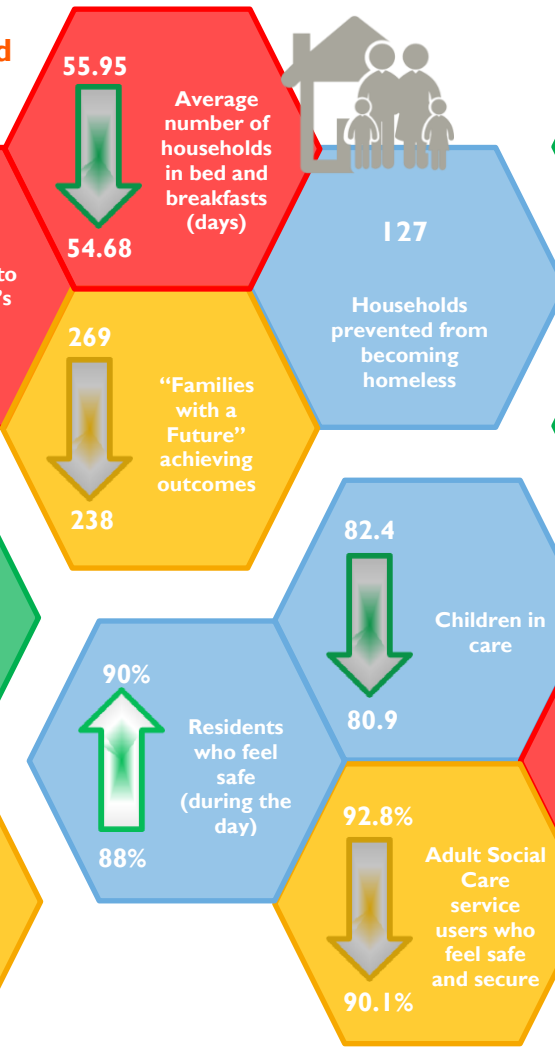 d
55.95
Average
number of
households
in bed and
breakfasts
(days)
54.68
127
Households
prevented from
becoming
homeless
to
's
269
“Families
with a
Future”
achieving
outcomes
238
82.4
Children in
care
80.9
90%
Residents
who feel
safe
(during the
day)
88%
92.8%
Adult Social
Care
service
users who
feel safe
and secure
90.1%